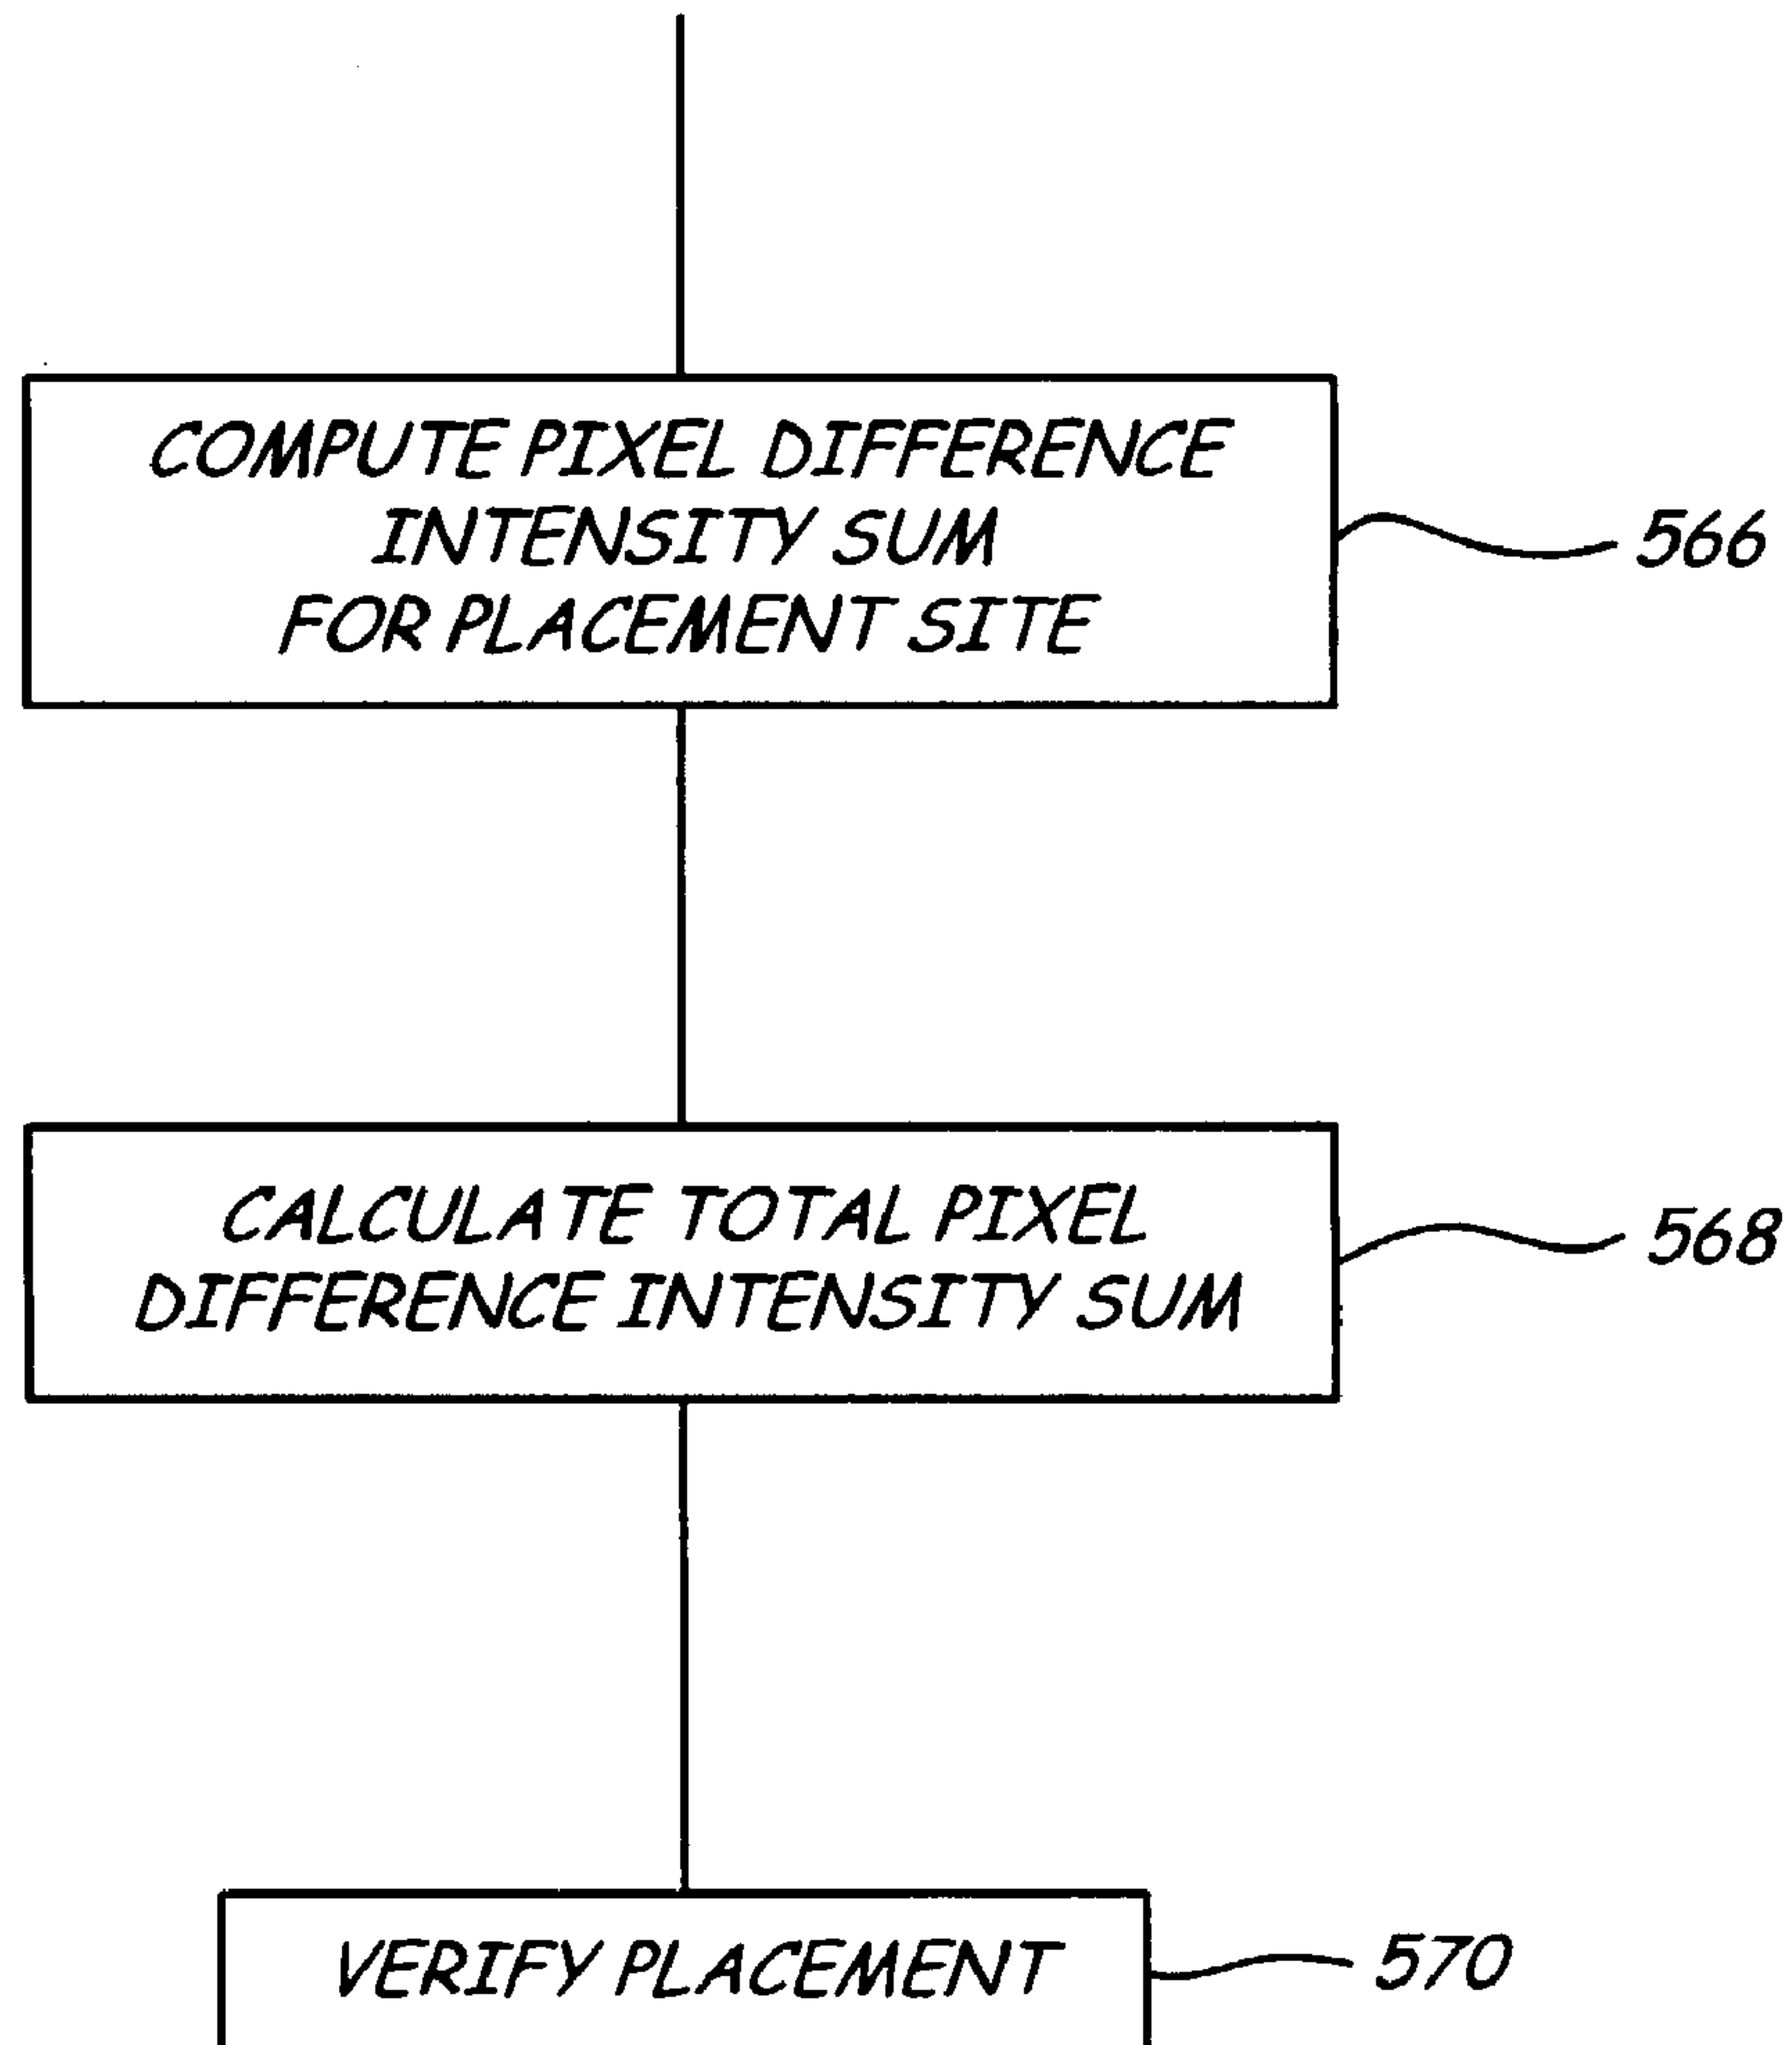 COMPUTE PIXEL DIFFERENCE
INTENSITY SUM
FOR PLACEMENT SITE
566
CALCULATE TOTAL PIXEL
DIFFERENCE INTENSITY SUM
568
VERIFY PLACEMENT
570